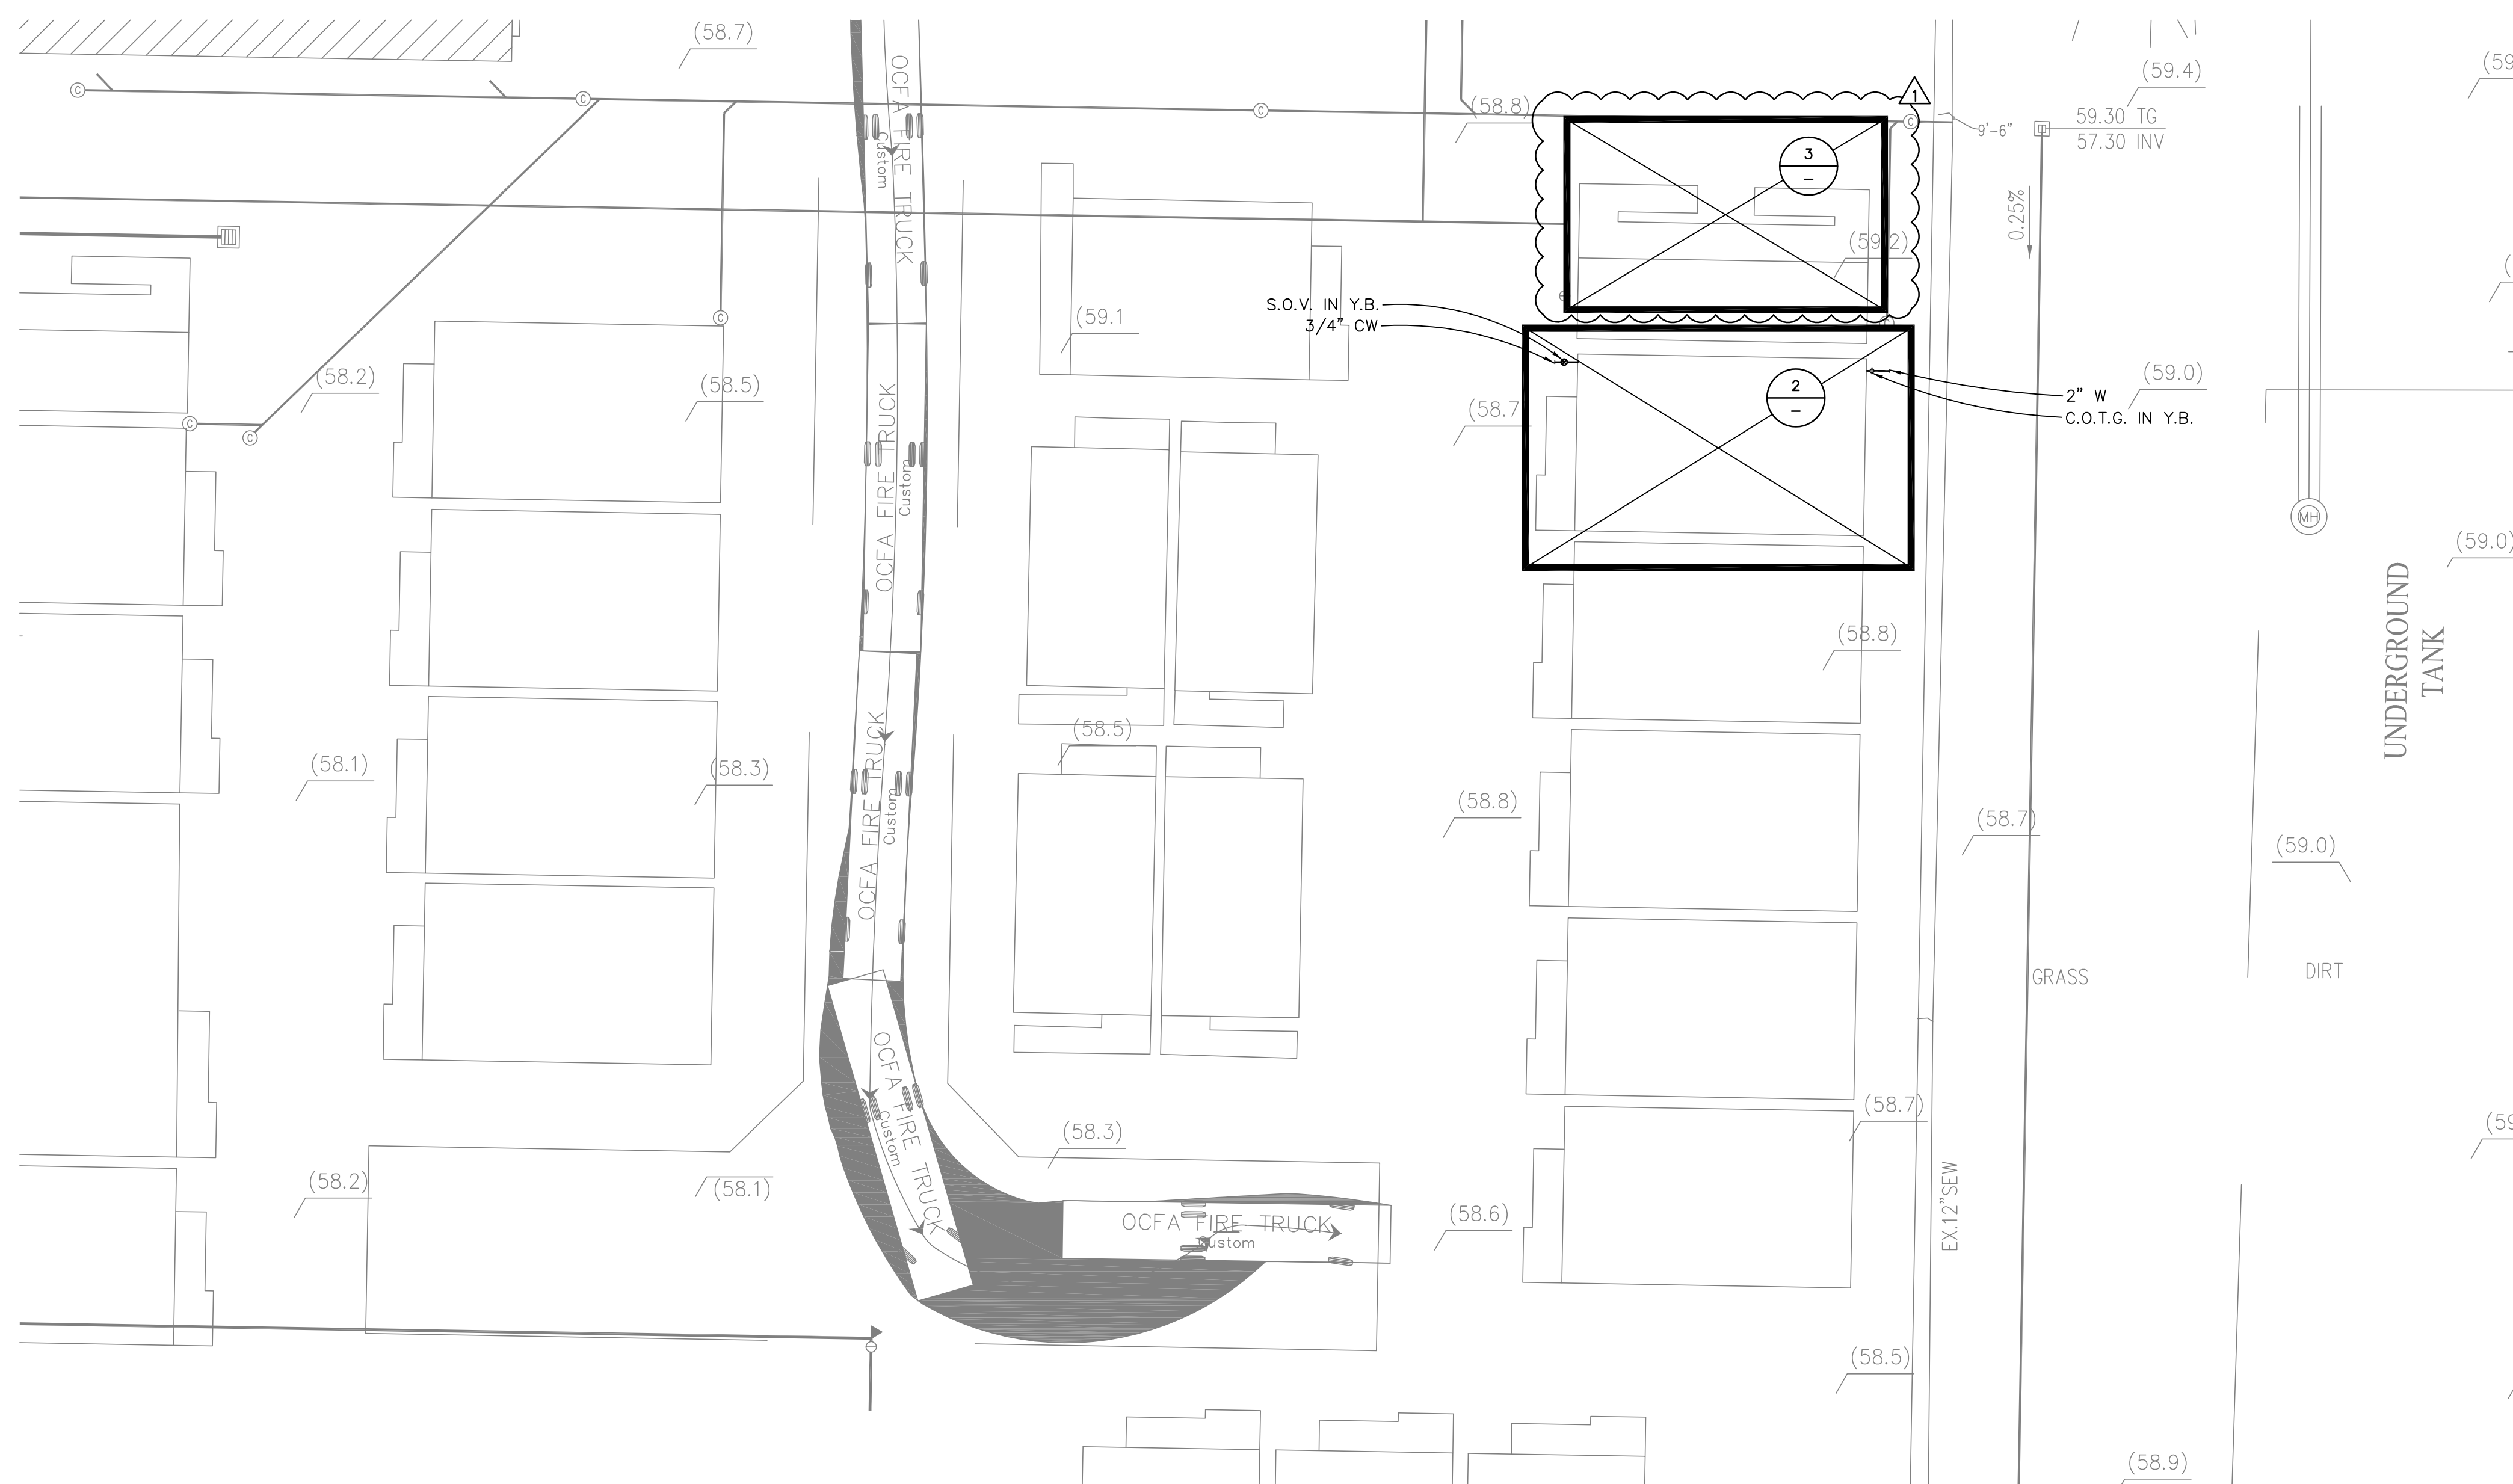 (58.7)
(59.4)
1
(58.8)
59.30 TG
57.30 INV
9'-6"
C
C
C
C
OCFA FIRE TRUCK
Custom
3
–
0.25%
(59.2)
S.O.V. IN Y.B.
3/4" CW
(59.1
C
(58.2)
(58.5)
(58.7
2
–
(59.0)
2" W
C.O.T.G. IN Y.B.
C
C
OCFA FIRE TRUCK
Custom
MH
(59.0)
UNDERGROUND
TANK
(58.8)
(58.5)
(58.1)
(58.3)
OCFA FIRE TRUCK
Custom
(58.8)
(58.7)
(59.0)
GRASS
DIRT
OCFA FIRE TRUCK
Custom
(58.3)
(58.7)
(58.2)
(58.1)
OCFA FIRE TRUCK
Custom
(58.6)
EX.12"SEW
(58.5)
(58.9)